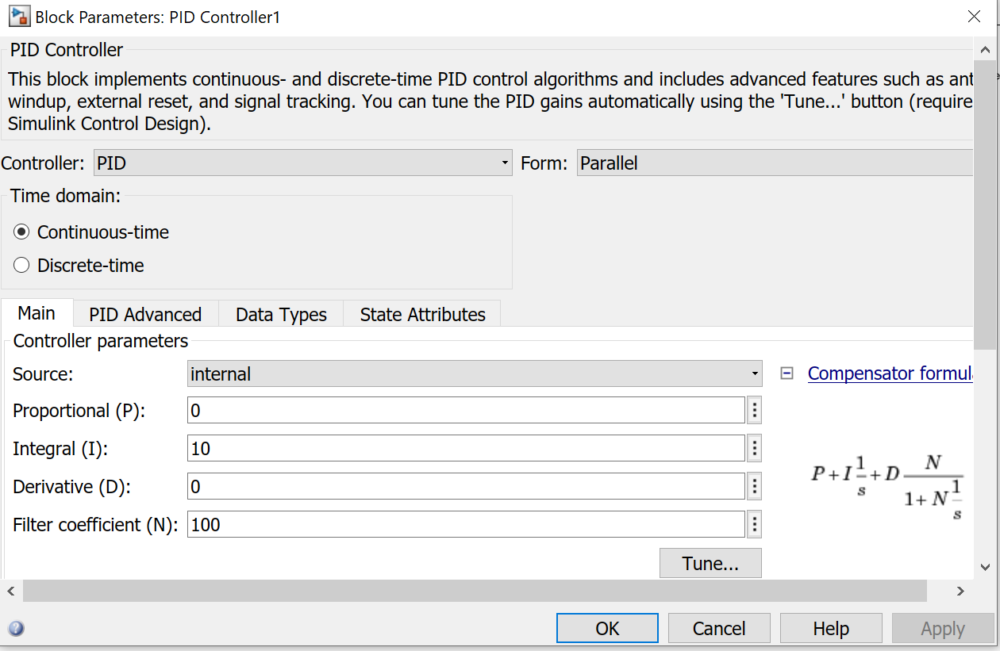 Block Parameters: PID Controller1
PID Controller
This block implements continuous- and discrete-time PID control algorithms and includes advanced features such as ant
windup, external reset, and signal tracking. You can tune the PID gains automatically using the 'Tune...' button (require
Simulink Control Design).
Controller: PID Form: Parallel
Time domain:
Continuous-time
Discrete-time
Main PID Advanced Data Types State Attributes
Controller parameters
Source: internal Compensator formula
Proportional (P): 0
Integral (I): 10
P+I 1/s +D N/(1+N 1/s)
Derivative (D): 0
Filter coefficient (N): 100
Tune...
OK Cancel Help Apply